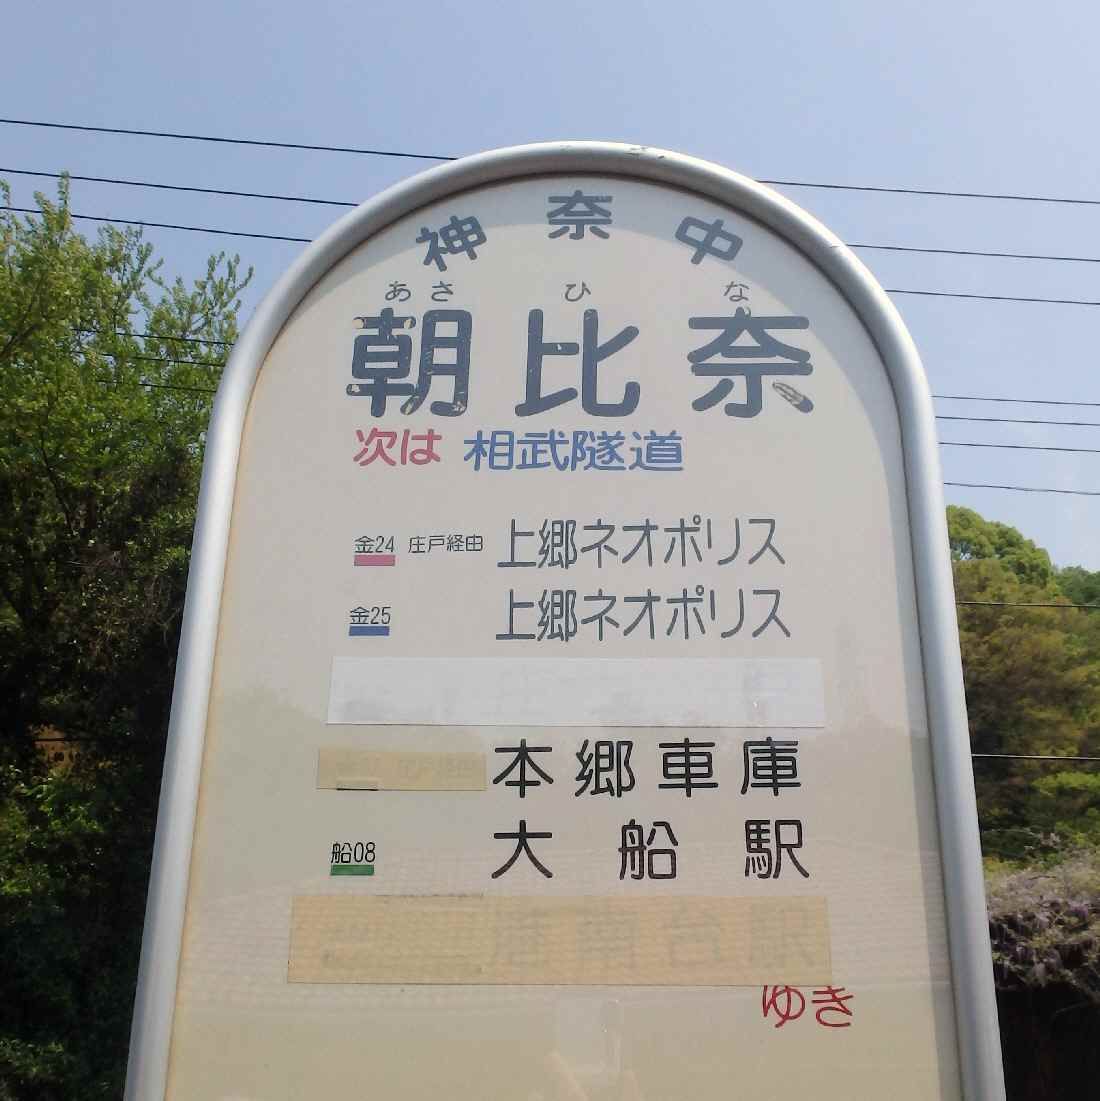 神奈中
あさ ひ な
朝比奈
次は 相武隧道
金24 庄戸経由 上郷ネオポリス
金25 上郷ネオポリス
本郷車庫
船08 大船駅
ゆき